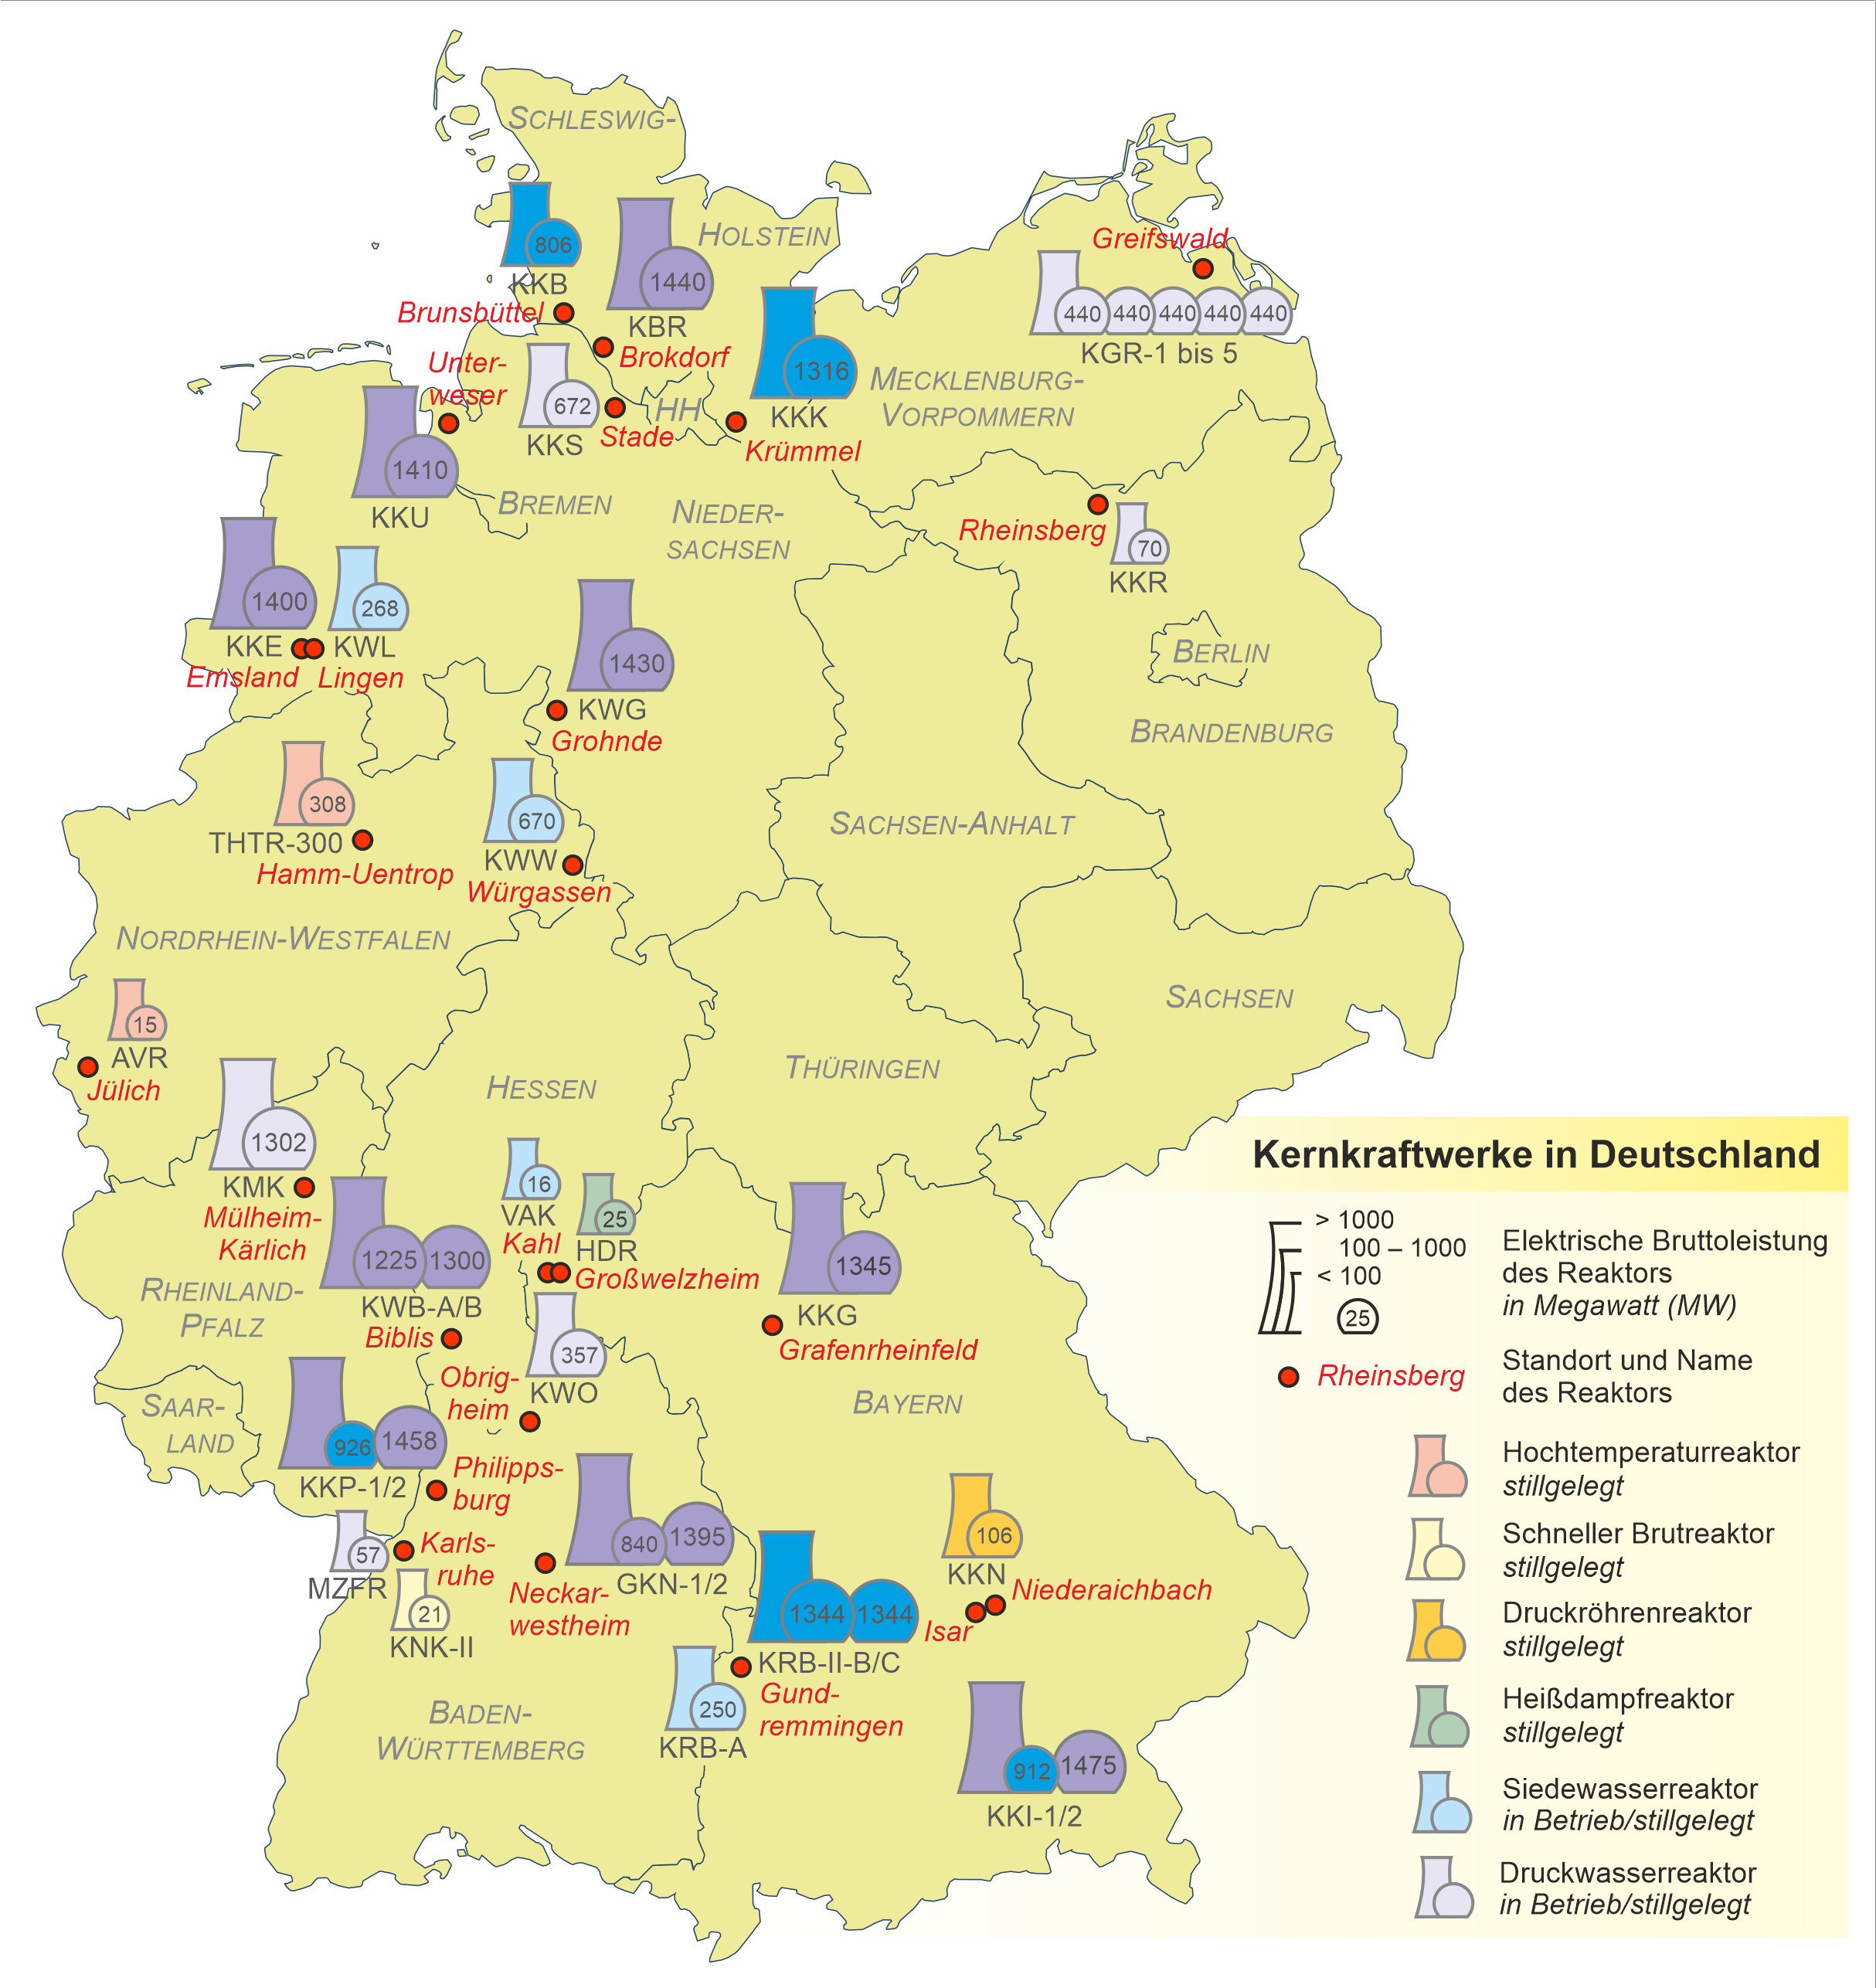 SCHLESWIG-
HOLSTEIN
806
KKB
Brunsbüttel
1440
KBR
Brokdorf
Greifswald
440
440
440
440
440
KGR-1 bis 5
1316
KKK
Krümmel
Unter-
weser
1410
KKU
672
KKS
Stade
HH
MECKLENBURG-
VORPOMMERN
BREMEN
NIEDER-
SACHSEN
Rheinsberg
70
KKR
1400
KKE
Emsland
268
KWL
Lingen
1430
KWG
Grohnde
BERLIN
BRANDENBURG
308
THTR-300
Hamm-Uentrop
670
KWW
Würgassen
SACHSEN-ANHALT
NORDRHEIN-WESTFALEN
SACHSEN
15
AVR
Jülich
HESSEN
THÜRINGEN
1302
KMK
Mülheim-
Kärlich
16
VAK
Kahl
25
HDR
Großwelzheim
1225
1300
KWB-A/B
Biblis
RHEINLAND-
PFALZ
1345
KKG
Grafenrheinfeld
357
KWO
Obrig-
heim
BAYERN
SAAR-
LAND
926
1458
KKP-1/2
Philipps-
burg
57
MZFR
Karls-
ruhe
21
KNK-II
840
1395
GKN-1/2
Neckar-
westheim
106
KKN
Niederaichbach
Isar
1344
1344
KRB-II-B/C
Gund-
remmingen
250
KRB-A
BADEN-
WÜRTTEMBERG
912
1475
KKI-1/2
Kernkraftwerke in Deutschland
> 1000
100 – 1000
< 100
25
Elektrische Bruttoleistung
des Reaktors
in Megawatt (MW)
Rheinsberg
Standort und Name
des Reaktors
Hochtemperaturreaktor
stillgelegt
Schneller Brutreaktor
stillgelegt
Druckröhrenreaktor
stillgelegt
Heißdampfreaktor
stillgelegt
Siedewasserreaktor
in Betrieb/stillgelegt
Druckwasserreaktor
in Betrieb/stillgelegt